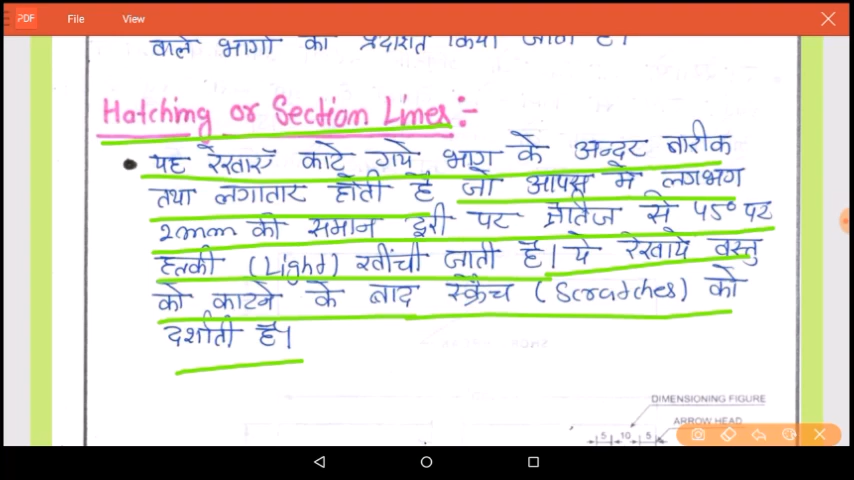 PDF File View
वाले भागो को प्रदर्शित किया जाता है।
Hatching or Section Lines:-
यह रेखाएँ काटे गये भाग के अन्दर बारीक
तथा लगातार होती है जो आपस मे लगभग
2mm की समान दूरी पर क्षैतिज से 45° पर
हल्की (Light) खींची जाती है। ये रेखाये वस्तु
को काटने के बाद स्क्रैच (Scratches) को
दर्शाती है।
DIMENSIONING FIGURE
ARROW HEAD
5 10 5